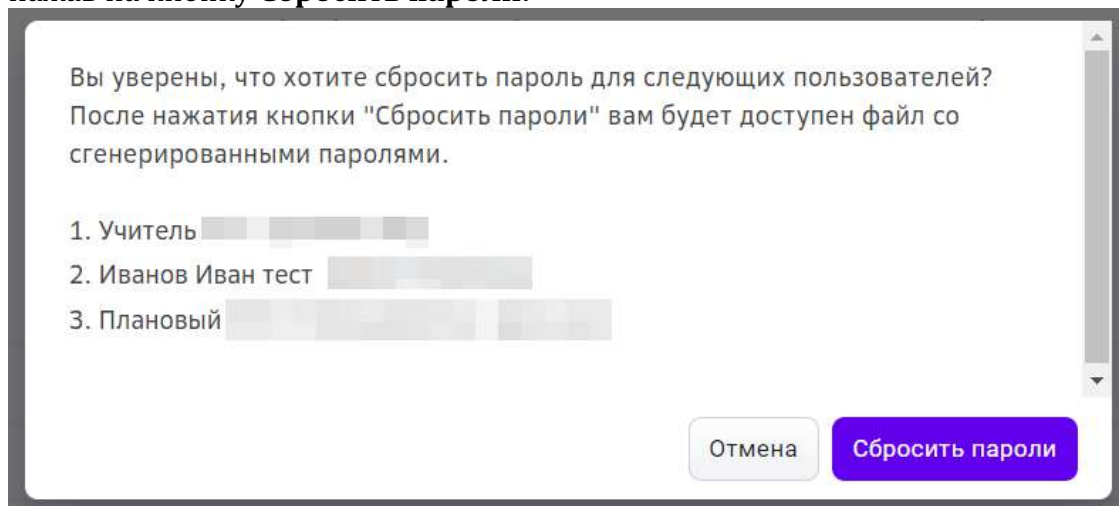 Вы уверены, что хотите сбросить пароль для следующих пользователей?
После нажатия кнопки "Сбросить пароли" вам будет доступен файл со
сгенерированными паролями.
1. Учитель
2. Иванов Иван тест
3. Плановый
Отмена
Сбросить пароли